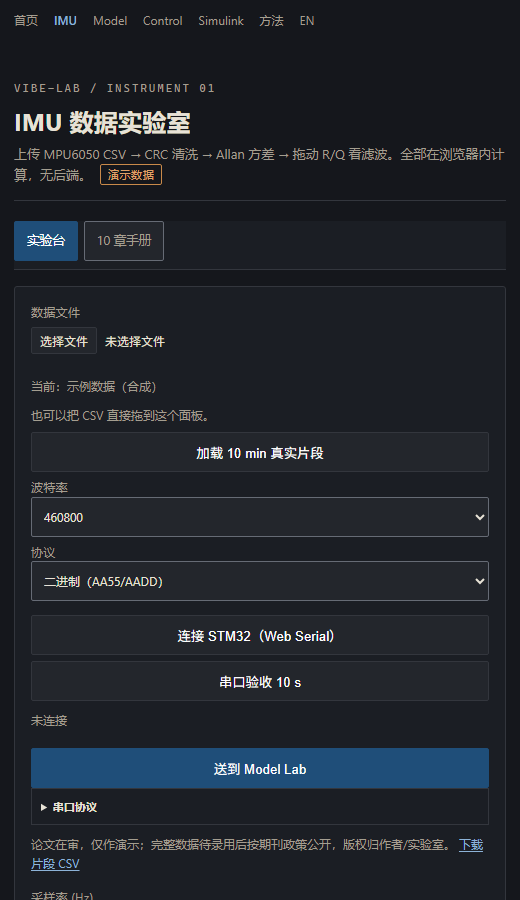 首页 IMU Model Control Simulink 方法 EN
VIBE-LAB / INSTRUMENT 01
IMU 数据实验室
上传 MPU6050 CSV → CRC 清洗 → Allan 方差 → 拖动 R/Q 看滤波。全部在浏览器内计
算，无后端。 演示数据
实验台 10 章手册
数据文件
选择文件 未选择文件
当前：示例数据（合成）
也可以把 CSV 直接拖到这个面板。
加载 10 min 真实片段
波特率
460800
协议
二进制（AA55/AADD）
连接 STM32（Web Serial）
串口验收 10 s
未连接
送到 Model Lab
▶ 串口协议
论文在审，仅作演示；完整数据待录用后按期刊政策公开，版权归作者/实验室。 下载
片段 CSV
采样率 (Hz)